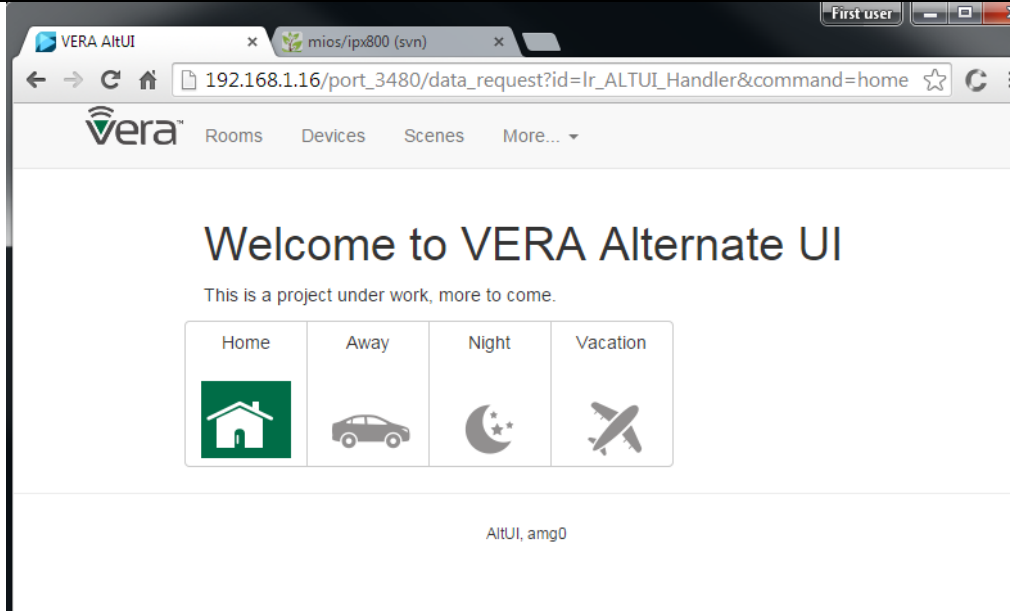 First user
VERA AltUI
mios/ipx800 (svn)
192.168.1.16/port_3480/data_request?id=lr_ALTUI_Handler&command=home
vera™
Rooms Devices Scenes More...
Welcome to VERA Alternate UI
This is a project under work, more to come.
Home Away Night Vacation
AltUI, amg0